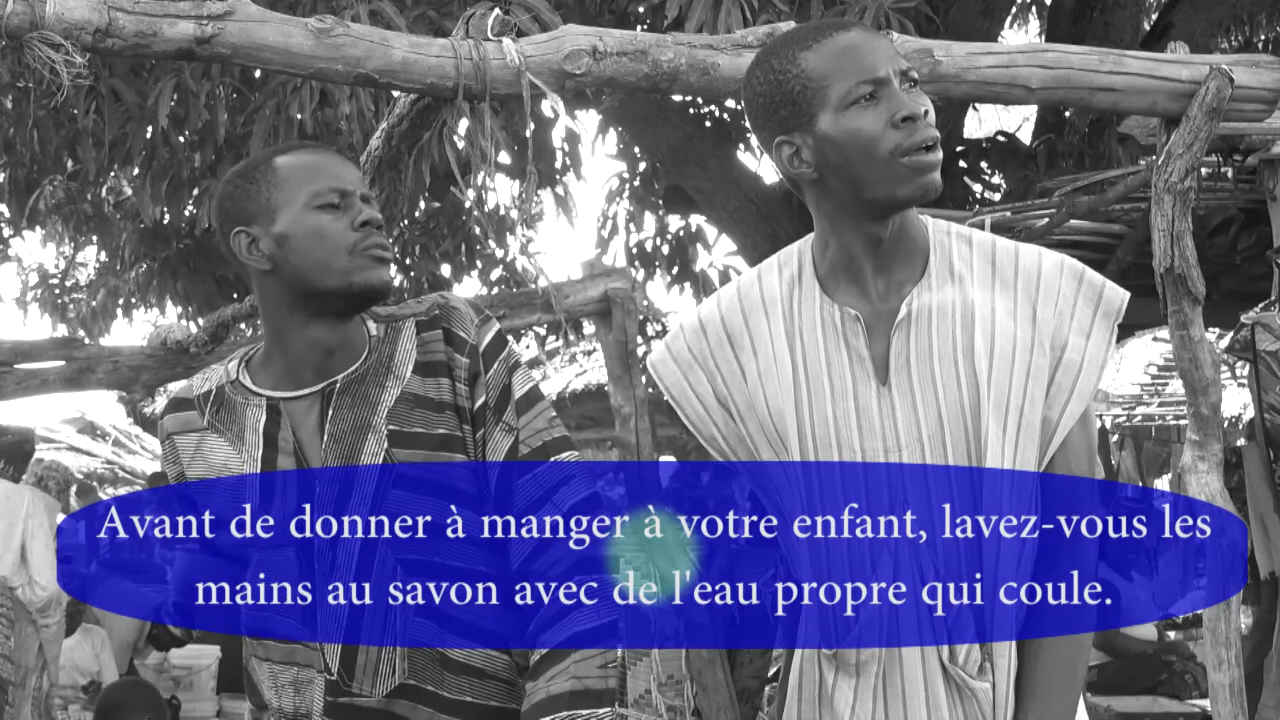 Avant de donner à manger à votre enfant, lavez-vous les
mains au savon avec de l'eau propre qui coule.